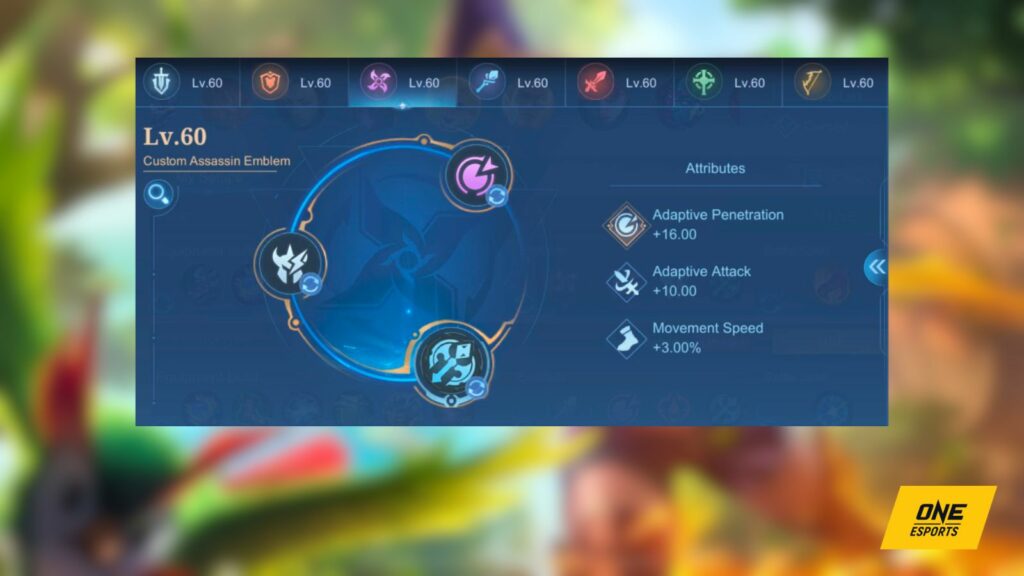 Lv.60
Lv.60
Lv.60
Lv.60
Lv.60
Lv.60
Lv.60
Lv.60
Custom Assassin Emblem
Attributes
Adaptive Penetration
+16.00
Adaptive Attack
+10.00
Movement Speed
+3.00%
ONE
ESPORTS